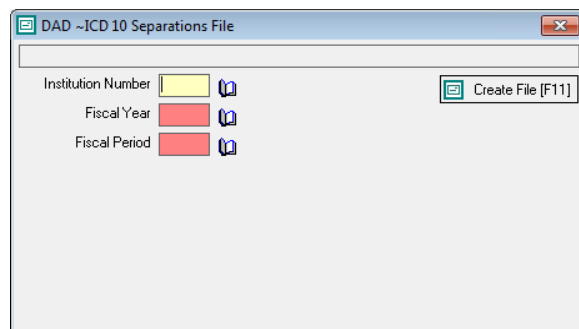 DAD ~ICD 10 Separations File
Institution Number
Create File [F11]
Fiscal Year
Fiscal Period